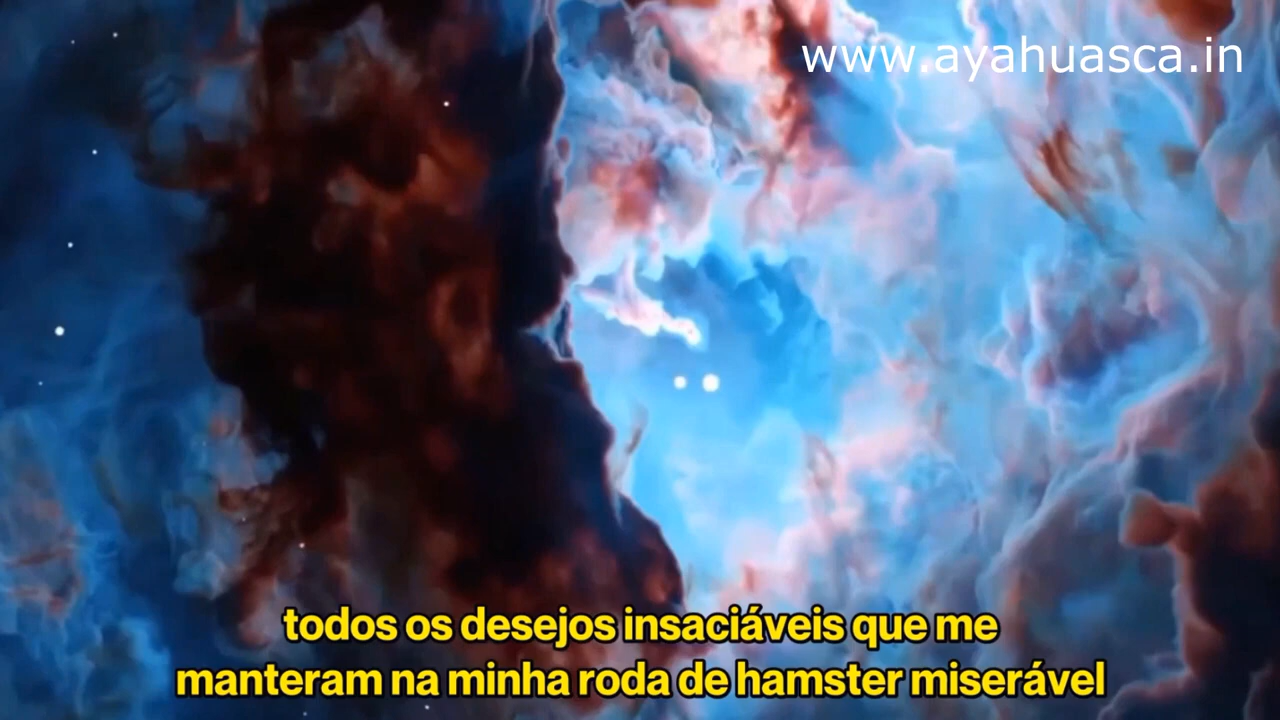 www.ayahuasca.in
todos os desejos insaciáveis que me
manteram na minha roda de hamster miserável